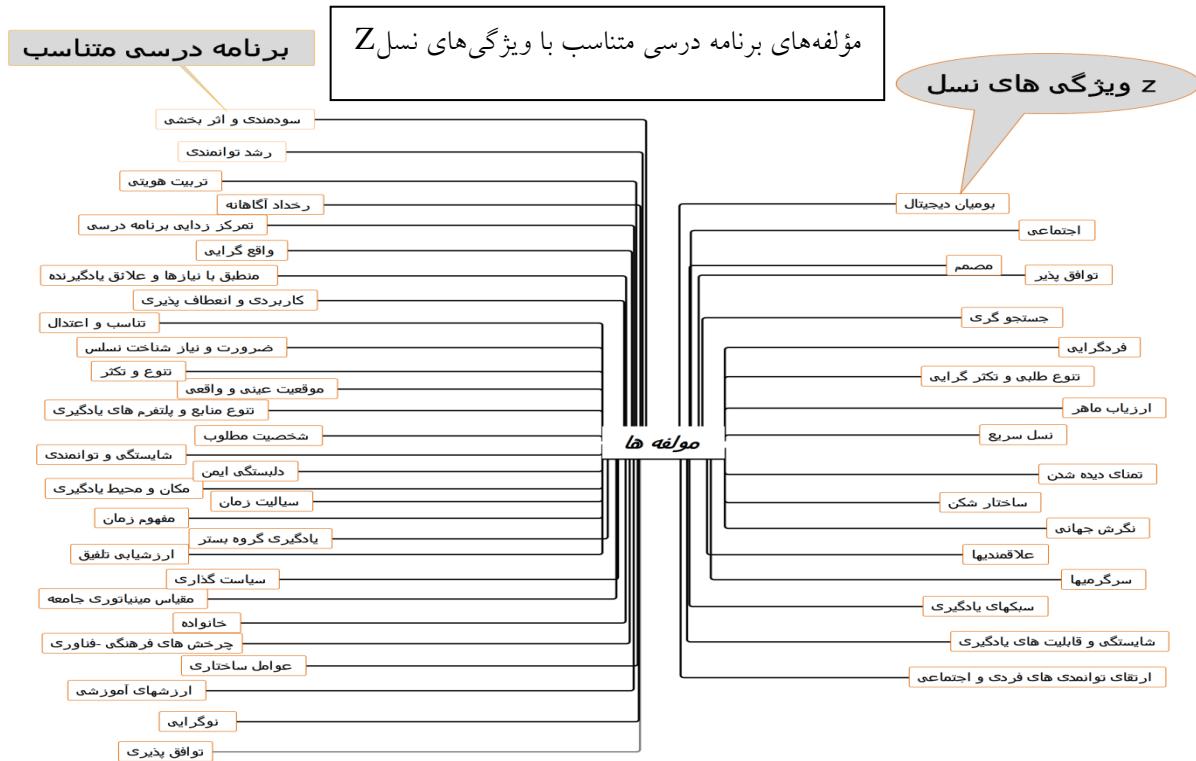 مؤلفه‌های برنامه درسی متناسب با ویژگی‌های نسل Z
z ویژگی های نسل
بومیان دیجیتال
اجتماعی
مصمم
توافق پذیر
جستجو گری
فردگرایی
تنوع طلبی و تکثر گرایی
ارزیاب ماهر
نسل سریع
تمنای دیده شدن
ساختار شکن
نگرش جهانی
علاقمندیها
سرگرمیها
سبکهای یادگیری
شایستگی و قابلیت های یادگیری
ارتقای توانمدی های فردی و اجتماعی
مولفه ها
برنامه درسی متناسب
سودمندی و اثر بخشی
رشد توانمندی
تربیت هویتی
رخداد آگاهانه
تمرکز زدایی برنامه درسی
واقع گرایی
منطبق با نیازها و علائق یادگیرنده
کاربردی و انعطاف پذیری
تناسب و اعتدال
ضرورت و نیاز شناخت نسلس
تنوع و تکثر
موقعیت عینی و واقعی
تنوع منابع و پلتفرم های یادگیری
شخصیت مطلوب
شایستگی و توانمندی
دلبستگی ایمن
مکان و محیط یادگیری
سیالیت زمان
مفهوم زمان
یادگیری گروه بستر
ارزشیابی تلفیق
سیاست گذاری
مقیاس مینیاتوری جامعه
خانواده
چرخش های فرهنگی -فناوری
عوامل ساختاری
ارزشهای آموزشی
نوگرایی
توافق پذیری